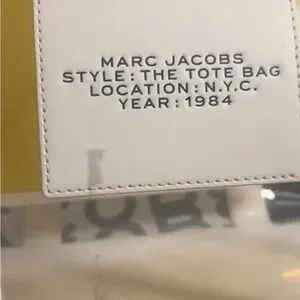 MARC JACOBS
STYLE: THE TOTE BAG
LOCATION: N.Y.C.
YEAR: 1984